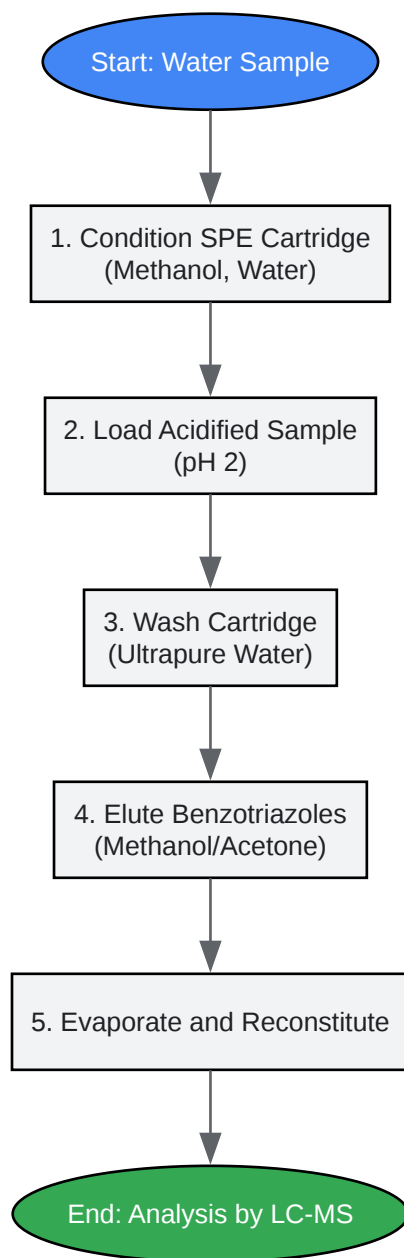 Start: Water Sample
1. Condition SPE Cartridge
(Methanol, Water)
2. Load Acidified Sample
(pH 2)
3. Wash Cartridge
(Ultrapure Water)
4. Elute Benzotriazoles
(Methanol/Acetone)
5. Evaporate and Reconstitute
End: Analysis by LC-MS